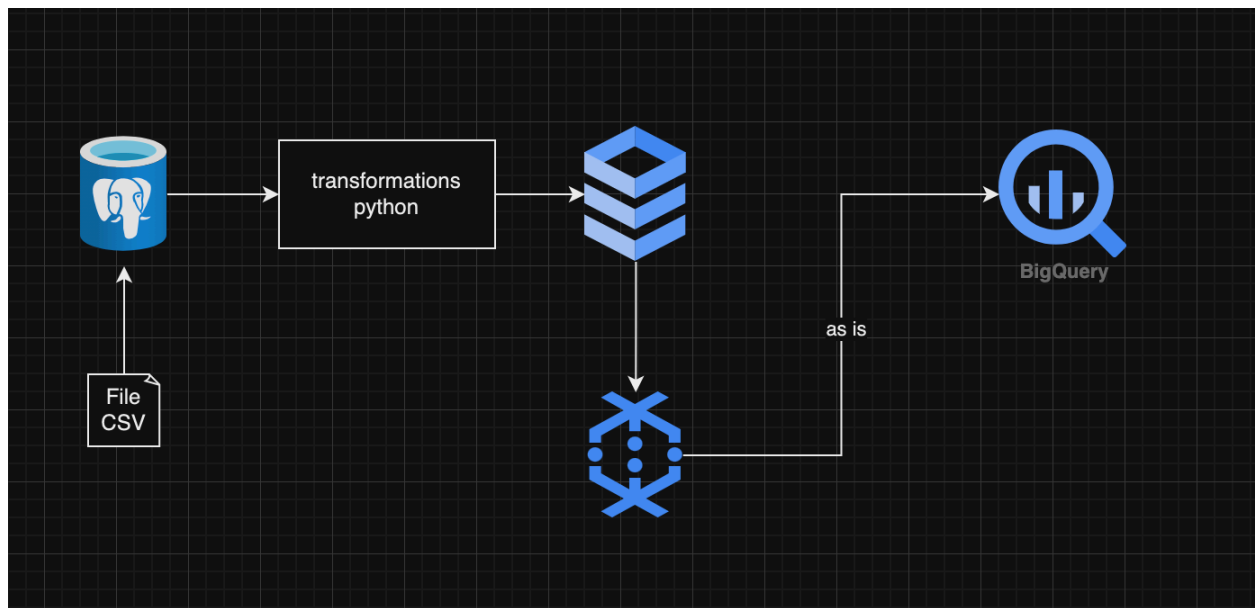 transformations
python
BigQuery
as is
File
CSV